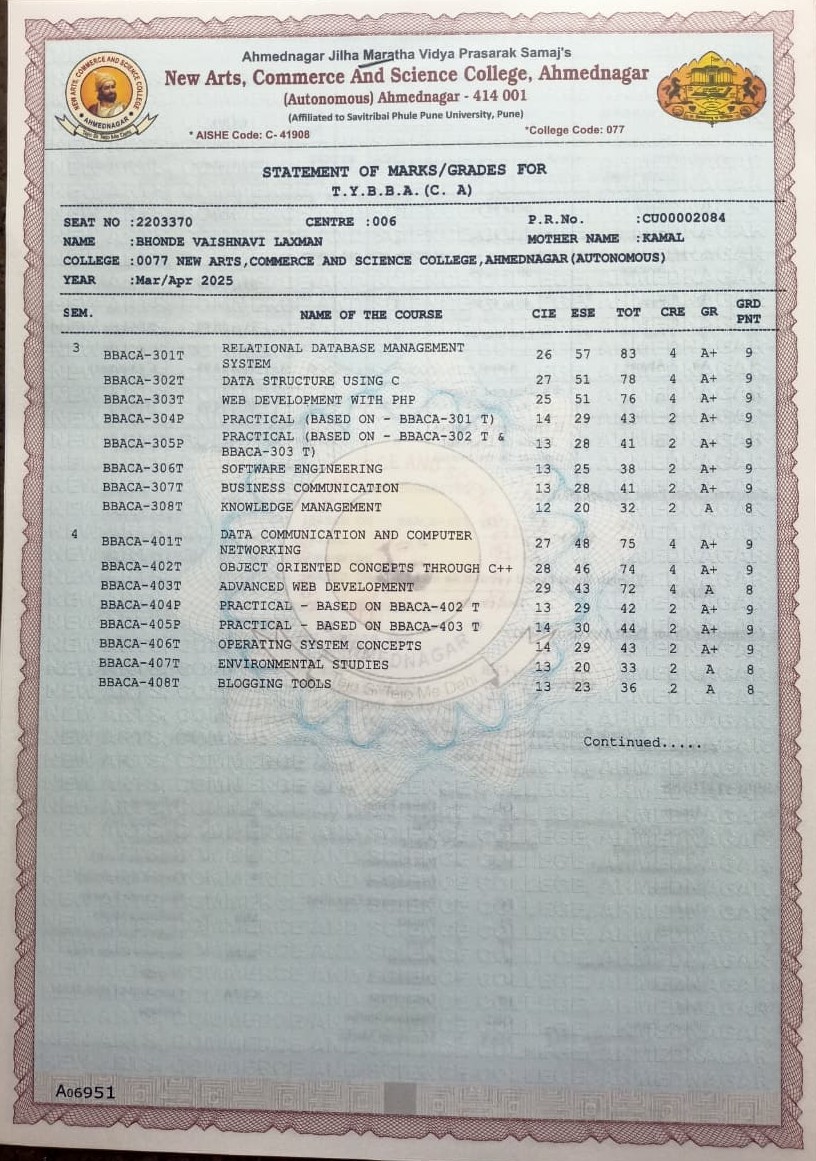 Ahmednagar Jilha Maratha Vidya Prasarak Samaj's
New Arts, Commerce And Science College, Ahmednagar
(Autonomous) Ahmednagar - 414 001
(Affiliated to Savitribai Phule Pune University, Pune)
* AISHE Code: C- 41908 *College Code: 077
NEW ARTS, COMMERCE AND SCIENCE COLLEGE
AHMEDNAGAR
STATEMENT OF MARKS/GRADES FOR
T.Y.B.B.A.(C. A)
SEAT NO :2203370 CENTRE :006 P.R.No. :CU00002084
NAME :BHONDE VAISHNAVI LAXMAN MOTHER NAME :KAMAL
COLLEGE :0077 NEW ARTS,COMMERCE AND SCIENCE COLLEGE,AHMEDNAGAR(AUTONOMOUS)
YEAR :Mar/Apr 2025
SEM. NAME OF THE COURSE CIE ESE TOT CRE GR GRD PNT
3 BBACA-301T RELATIONAL DATABASE MANAGEMENT
SYSTEM 26 57 83 4 A+ 9
BBACA-302T DATA STRUCTURE USING C 27 51 78 4 A+ 9
BBACA-303T WEB DEVELOPMENT WITH PHP 25 51 76 4 A+ 9
BBACA-304P PRACTICAL (BASED ON - BBACA-301 T) 14 29 43 2 A+ 9
BBACA-305P PRACTICAL (BASED ON - BBACA-302 T &
BBACA-303 T) 13 28 41 2 A+ 9
BBACA-306T SOFTWARE ENGINEERING 13 25 38 2 A+ 9
BBACA-307T BUSINESS COMMUNICATION 13 28 41 2 A+ 9
BBACA-308T KNOWLEDGE MANAGEMENT 12 20 32 2 A 8
4 BBACA-401T DATA COMMUNICATION AND COMPUTER
NETWORKING 27 48 75 4 A+ 9
BBACA-402T OBJECT ORIENTED CONCEPTS THROUGH C++ 28 46 74 4 A+ 9
BBACA-403T ADVANCED WEB DEVELOPMENT 29 43 72 4 A 8
BBACA-404P PRACTICAL - BASED ON BBACA-402 T 13 29 42 2 A+ 9
BBACA-405P PRACTICAL - BASED ON BBACA-403 T 14 30 44 2 A+ 9
BBACA-406T OPERATING SYSTEM CONCEPTS 14 29 43 2 A+ 9
BBACA-407T ENVIRONMENTAL STUDIES 13 20 33 2 A 8
BBACA-408T BLOGGING TOOLS 13 23 36 2 A 8
Continued.....
A06951